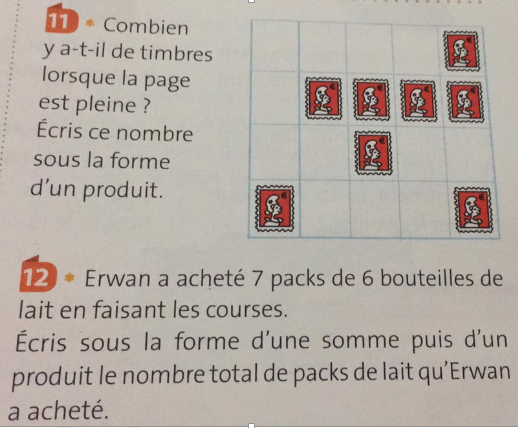 11 * Combien
y a-t-il de timbres
lorsque la page
est pleine ?
Écris ce nombre
sous la forme
d'un produit.
12 * Erwan a acheté 7 packs de 6 bouteilles de
lait en faisant les courses.
Écris sous la forme d'une somme puis d'un
produit le nombre total de packs de lait qu'Erwan
a acheté.